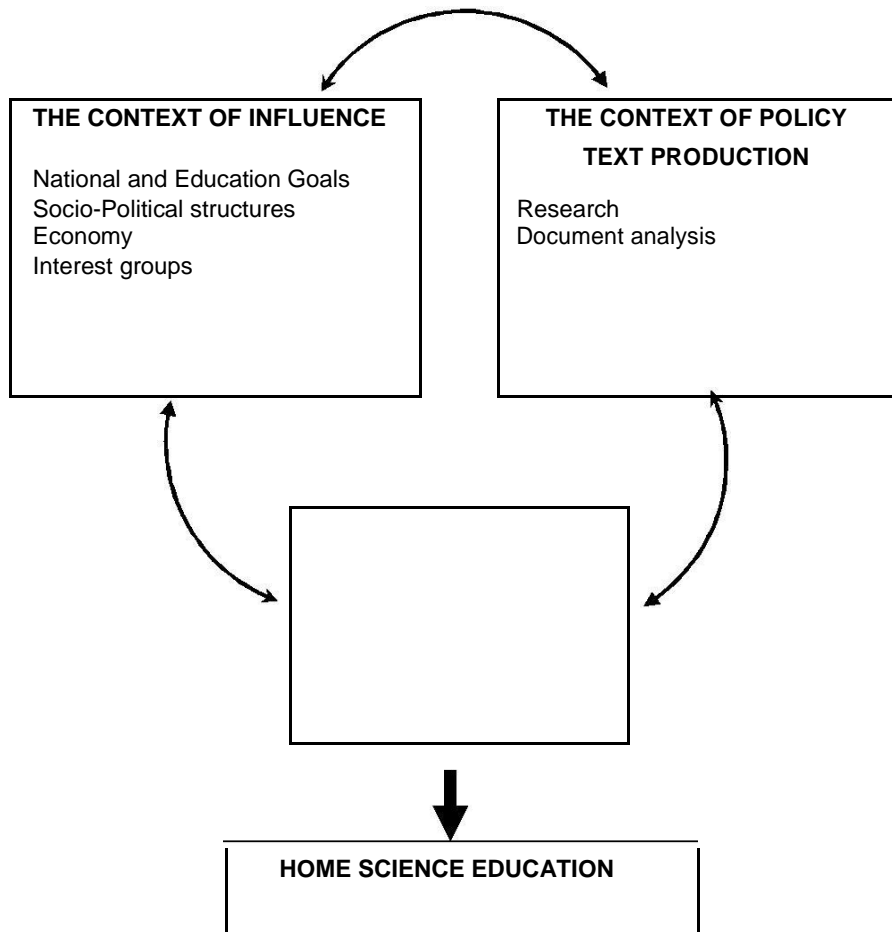 THE CONTEXT OF INFLUENCE
National and Education Goals
Socio-Political structures
Economy
Interest groups
THE CONTEXT OF POLICY
TEXT PRODUCTION
Research
Document analysis
HOME SCIENCE EDUCATION